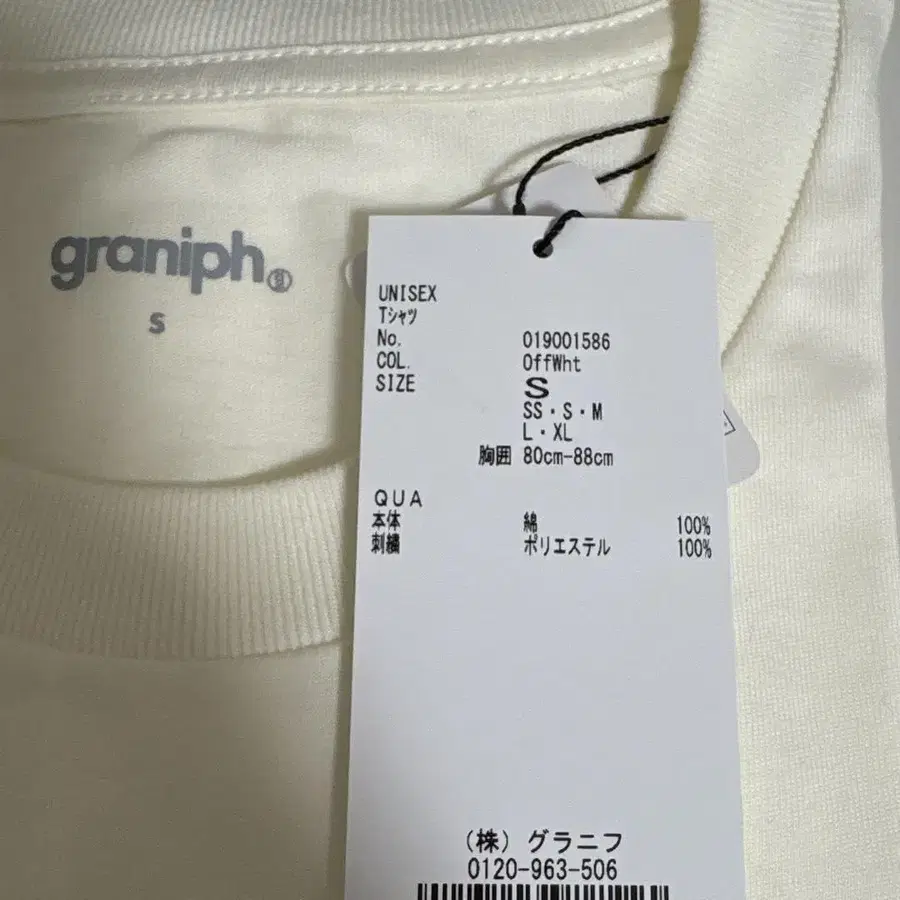 graniph®
S
UNISEX
Tシャツ
No. 019001586
COL. OffWht
SIZE S
SS・S・M
L・XL
胸囲 80cm-88cm
QUA
本体 綿 100%
刺繍 ポリエステル 100%
(株) グラニフ
0120-963-506